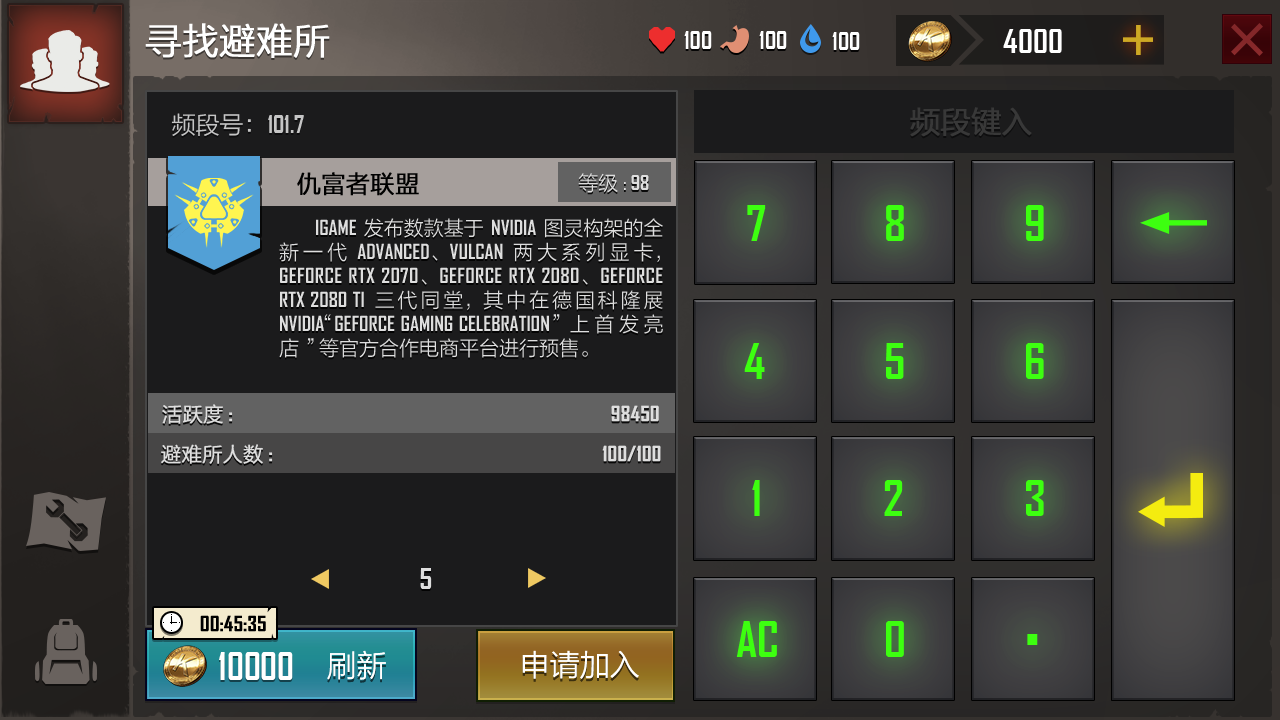 寻找避难所
100
100
100
4000
频段号：101.7
仇富者联盟
等级 : 98
IGAME 发布数款基于 NVIDIA 图灵构架的全
新一代 ADVANCED、VULCAN 两大系列显卡,
GEFORCE RTX 2070、GEFORCE RTX 2080、GEFORCE
RTX 2080 TI 三代同堂, 其中在德国科隆展
NVIDIA“GEFORCE GAMING CELEBRATION” 上首发亮
店 ”等官方合作电商平台进行预售。
活跃度 :
98450
避难所人数 :
100/100
5
00:45:35
10000 刷新
申请加入
频段键入
7 8 9
4 5 6
1 2 3
AC 0 .